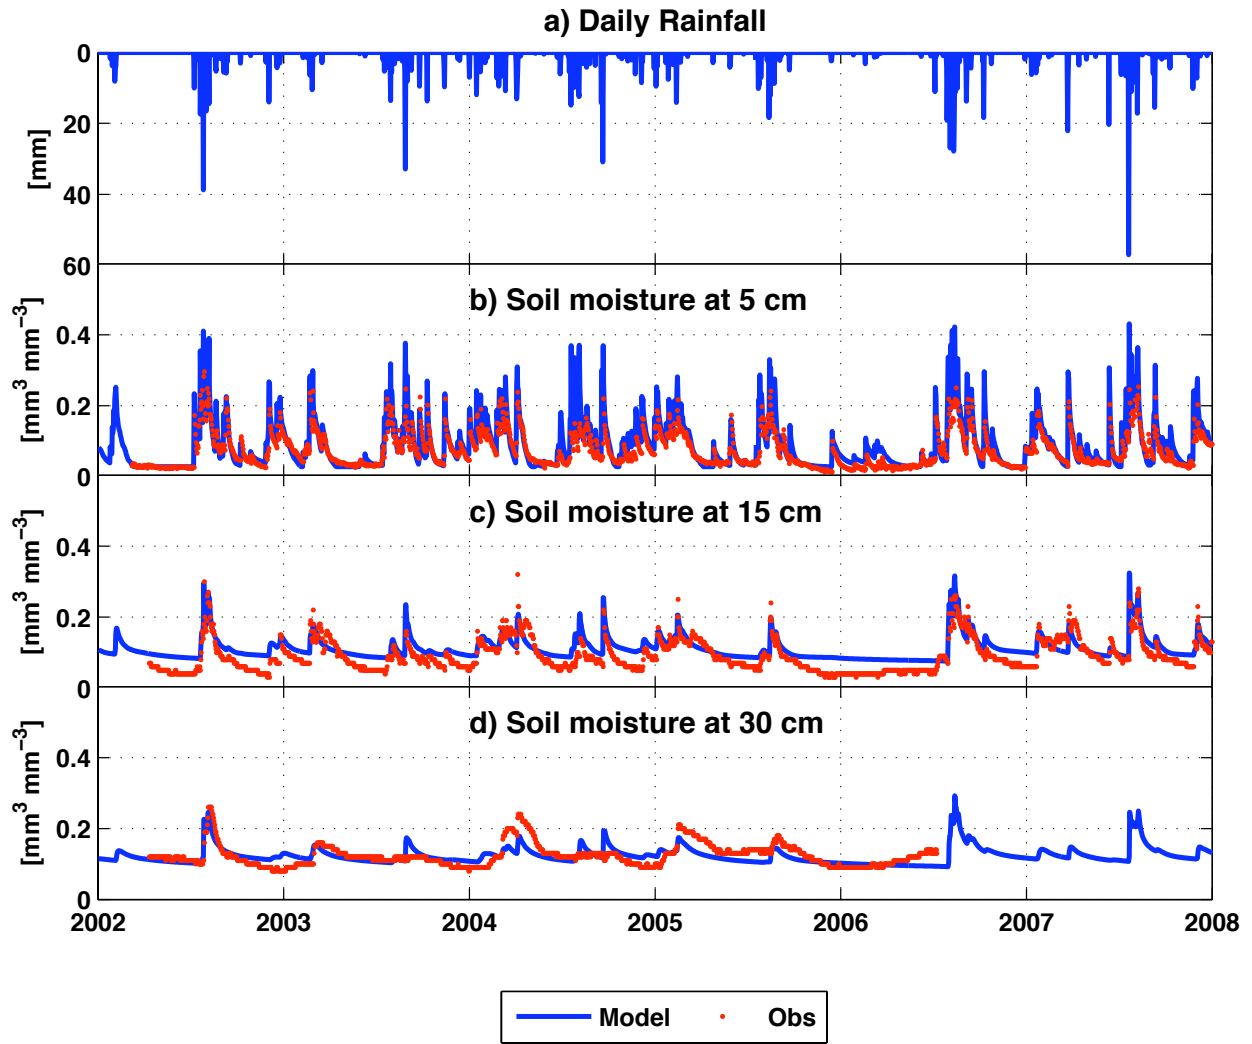 a) Daily Rainfall
0
20
40
60
[mm]
b) Soil moisture at 5 cm
0.4
0.2
0
[mm³ mm⁻³]
c) Soil moisture at 15 cm
0.4
0.2
0
[mm³ mm⁻³]
d) Soil moisture at 30 cm
0.4
0.2
0
[mm³ mm⁻³]
2002 2003 2004 2005 2006 2007 2008
Model Obs